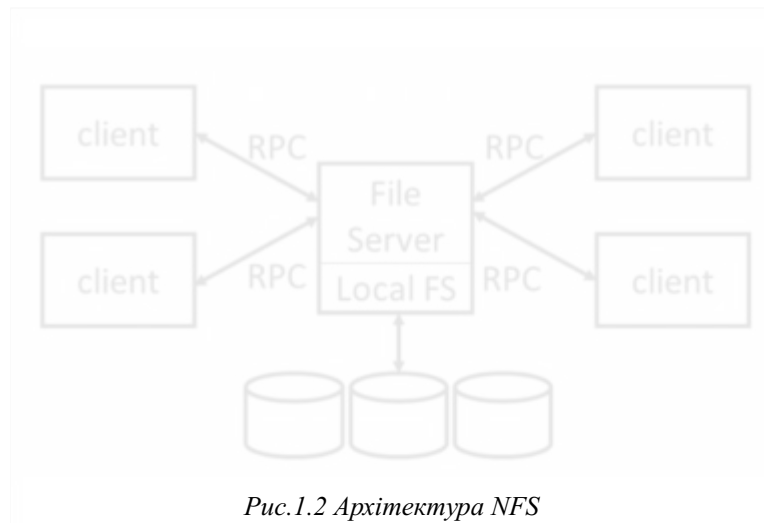 client
RPC
RPC
client
File
Server
client
RPC
Local FS
RPC
client
Рис.1.2 Архітектура NFS